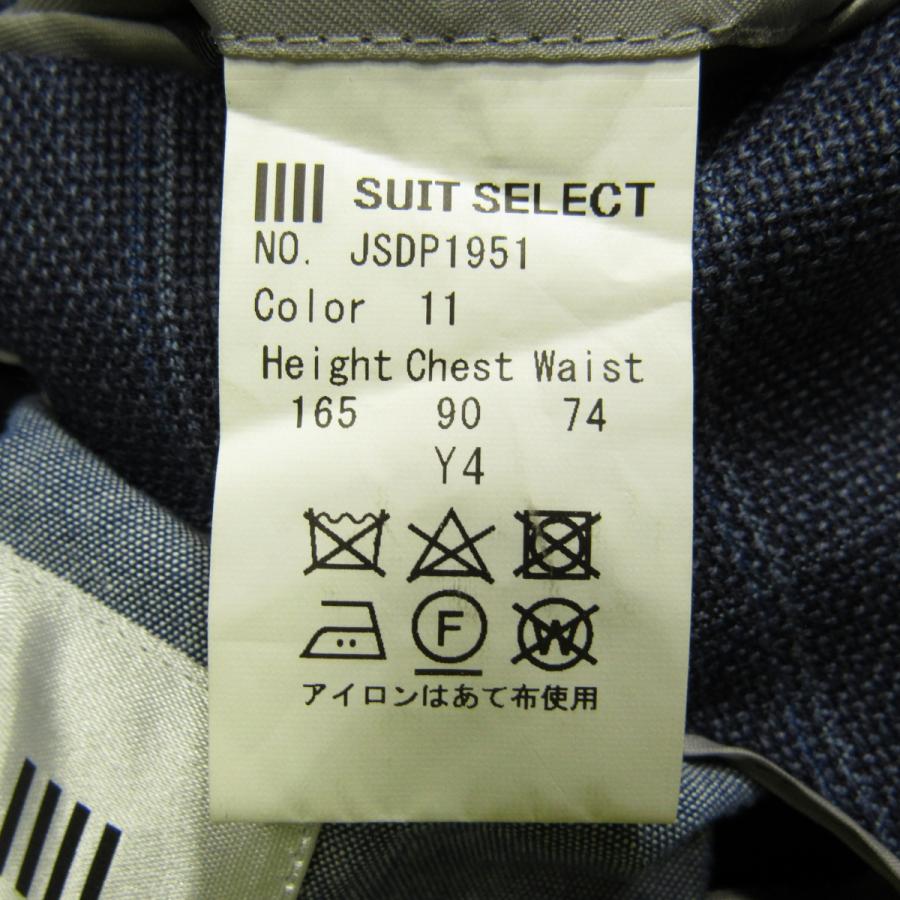 SUIT SELECT
NO. JSDP1951
Color 11
Height Chest Waist
165 90 74
Y4
F W
アイロンはあて布使用